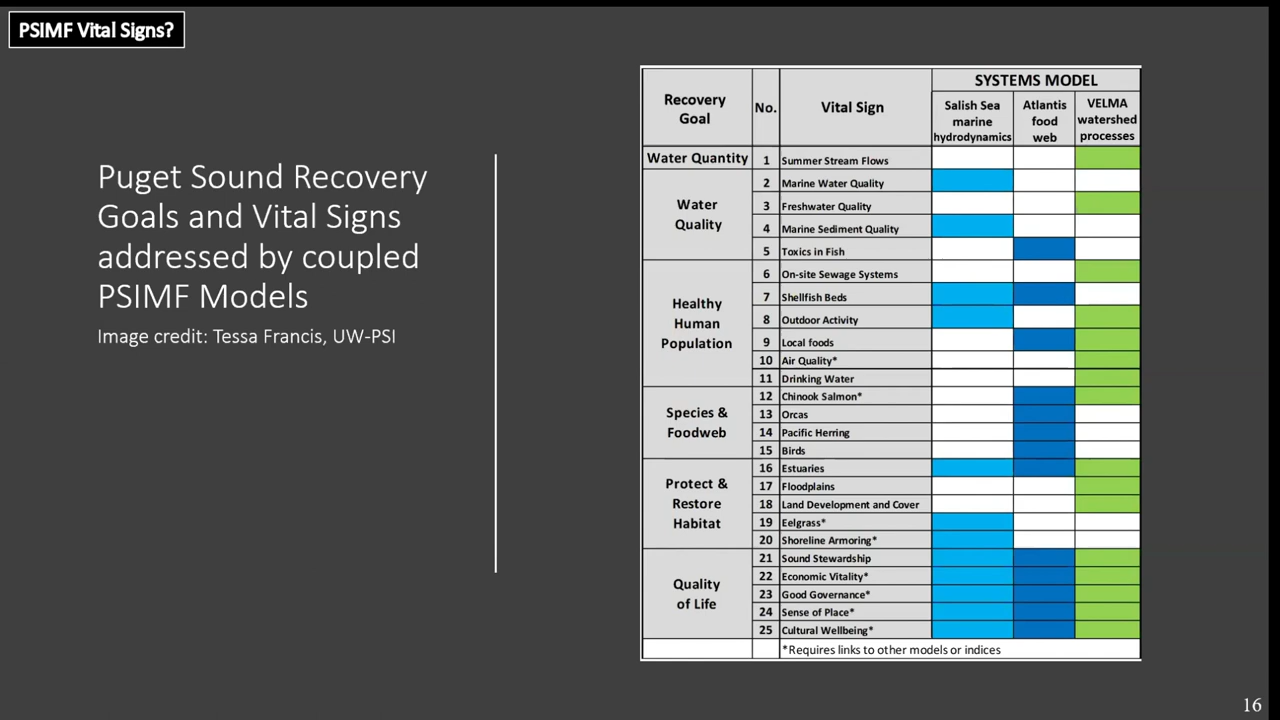 PSIMF Vital Signs?
Puget Sound Recovery
Goals and Vital Signs
addressed by coupled
PSIMF Models
Image credit: Tessa Francis, UW-PSI
Recovery Goal No. Vital Sign SYSTEMS MODEL
Salish Sea marine hydrodynamics Atlantis food web VELMA watershed processes
Water Quantity 1 Summer Stream Flows
Water Quality 2 Marine Water Quality
3 Freshwater Quality
4 Marine Sediment Quality
5 Toxics in Fish
Healthy Human Population 6 On-site Sewage Systems
7 Shellfish Beds
8 Outdoor Activity
9 Local foods
10 Air Quality*
11 Drinking Water
Species & Foodweb 12 Chinook Salmon*
13 Orcas
14 Pacific Herring
15 Birds
Protect & Restore Habitat 16 Estuaries
17 Floodplains
18 Land Development and Cover
19 Eelgrass*
20 Shoreline Armoring*
Quality of Life 21 Sound Stewardship
22 Economic Vitality*
23 Good Governance*
24 Sense of Place*
25 Cultural Wellbeing*
*Requires links to other models or indices
16